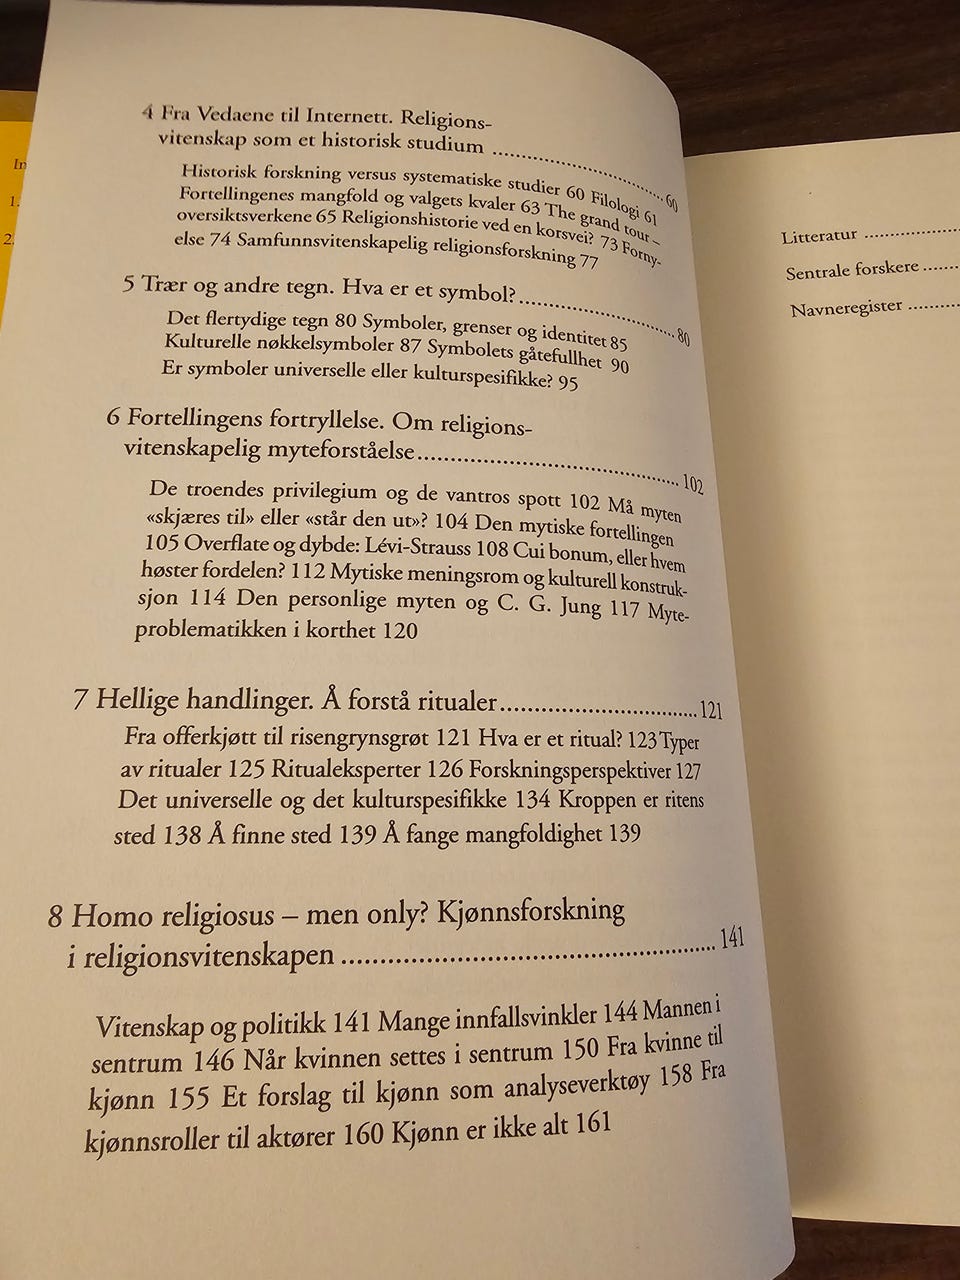 4 Fra Vedaene til Internett. Religions-
vitenskap som et historisk studium ........................ 60
Historisk forskning versus systematiske studier 60 Filologi 61
Fortellingenes mangfold og valgets kvaler 63 The grand tour –
oversiktsverkene 65 Religionshistorie ved en korsvei? 73 Forny-
else 74 Samfunnsvitenskapelig religionsforskning 77
5 Trær og andre tegn. Hva er et symbol? ........................ 80
Det flertydige tegn 80 Symboler, grenser og identitet 85
Kulturelle nøkkelsymboler 87 Symbolets gåtefullhet 90
Er symboler universelle eller kulturspesifikke? 95
6 Fortellingens fortryllelse. Om religions-
vitenskapelig myteforståelse ........................ 102
De troendes privilegium og de vantros spott 102 Må myten
«skjæres til» eller «står den ut»? 104 Den mytiske fortellingen
105 Overflate og dybde: Lévi-Strauss 108 Cui bonum, eller hvem
høster fordelen? 112 Mytiske meningsrom og kulturell konstruk-
sjon 114 Den personlige myten og C. G. Jung 117 Myte-
problematikken i korthet 120
7 Hellige handlinger. Å forstå ritualer ........................ 121
Fra offerkjøtt til risengrynsgrøt 121 Hva er et ritual? 123 Typer
av ritualer 125 Ritualeksperter 126 Forskningsperspektiver 127
Det universelle og det kulturspesifikke 134 Kroppen er ritens
sted 138 Å finne sted 139 Å fange mangfoldighet 139
8 Homo religiosus – men only? Kjønnsforskning
i religionsvitenskapen ........................ 141
Vitenskap og politikk 141 Mange innfallsvinkler 144 Mannen i
sentrum 146 Når kvinnen settes i sentrum 150 Fra kvinne til
kjønn 155 Et forslag til kjønn som analyseverktøy 158 Fra
kjønnsroller til aktører 160 Kjønn er ikke alt 161
Litteratur ............
Sentrale forskere ......
Navneregister ........
In
1.
2.